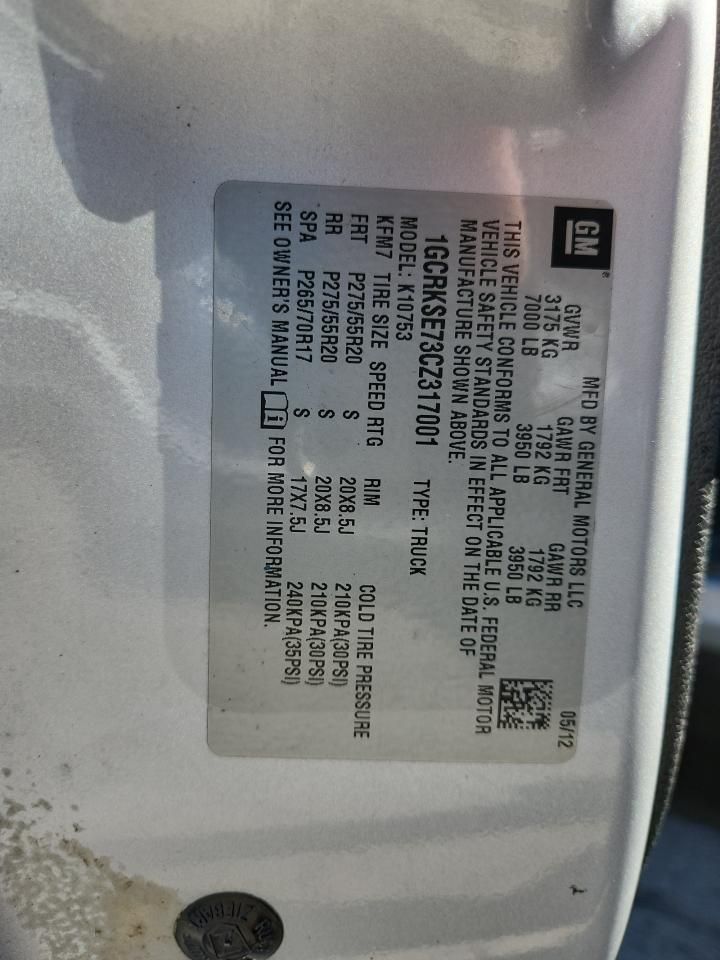 GM
MFD BY GENERAL MOTORS LLC 05/12
GVWR GAWR FRT GAWR RR
3175 KG 1792 KG 1792 KG
7000 LB 3950 LB 3950 LB
THIS VEHICLE CONFORMS TO ALL APPLICABLE U.S. FEDERAL MOTOR
VEHICLE SAFETY STANDARDS IN EFFECT ON THE DATE OF
MANUFACTURE SHOWN ABOVE.
1GCRKSE73CZ317001 TYPE: TRUCK
MODEL: K10753
KFM7 TIRE SIZE SPEED RTG RIM COLD TIRE PRESSURE
FRT P275/55R20 S 20X8.5J 210KPA(30PSI)
RR P275/55R20 S 20X8.5J 210KPA(30PSI)
SPA P265/70R17 S 17X7.5J 240KPA(35PSI)
SEE OWNER'S MANUAL FOR MORE INFORMATION.
ZIEBART